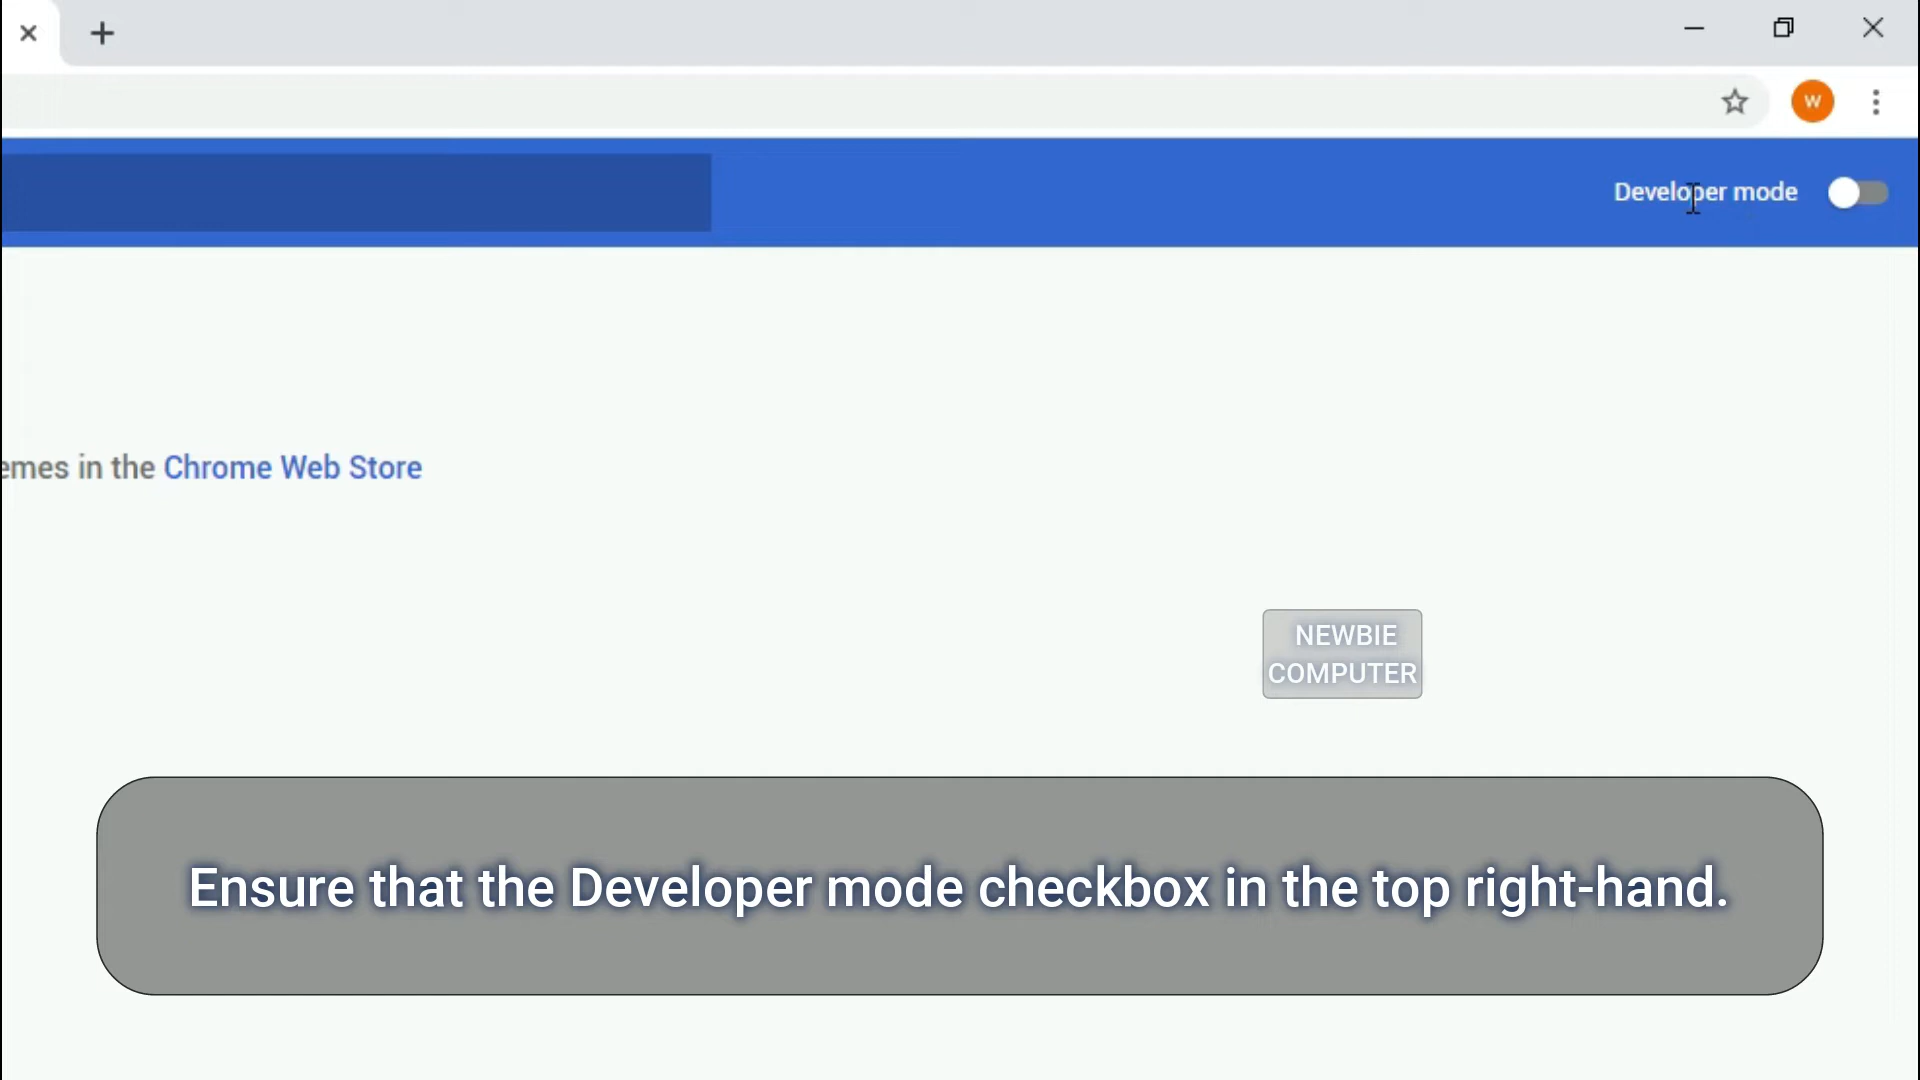 W
Developer mode
emes in the Chrome Web Store
NEWBIE
COMPUTER
Ensure that the Developer mode checkbox in the top right-hand.